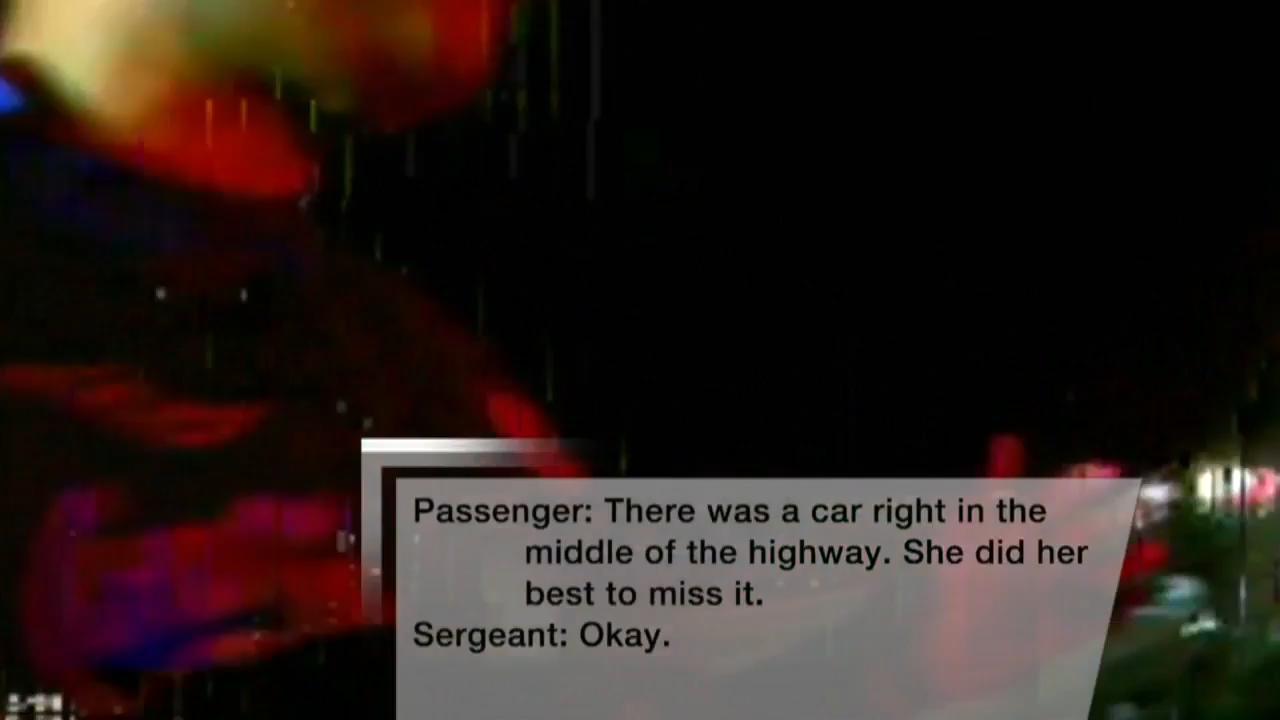 Passenger: There was a car right in the
middle of the highway. She did her
best to miss it.
Sergeant: Okay.